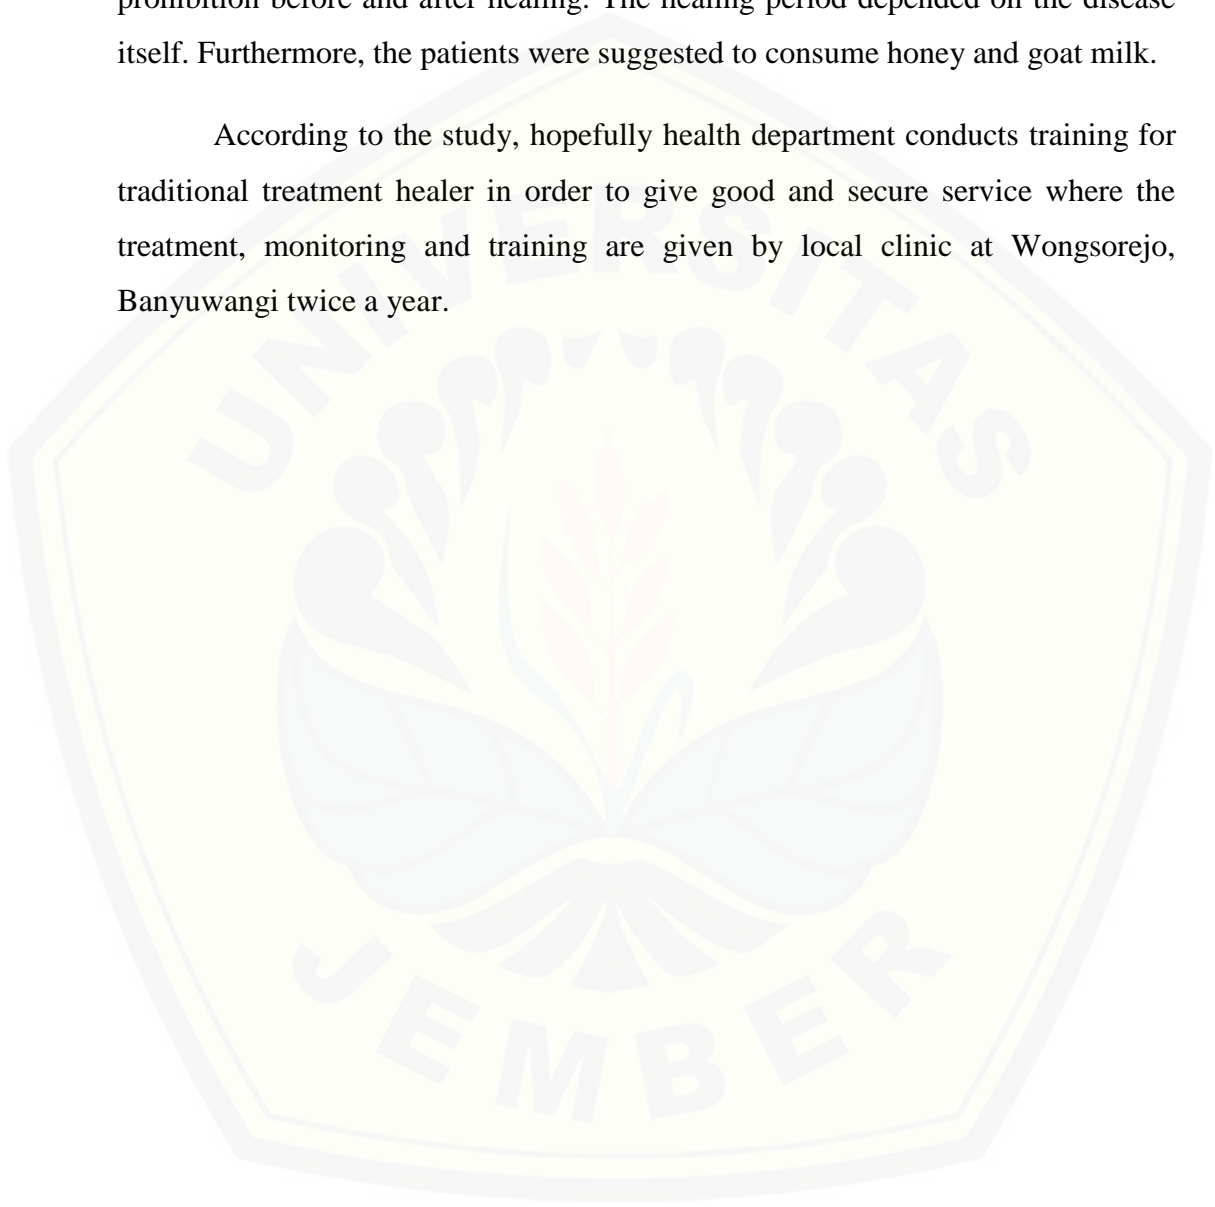 prohibition before and after healing. The healing period depended on the disease
itself. Furthermore, the patients were suggested to consume honey and goat milk.
According to the study, hopefully health department conducts training for
traditional treatment healer in order to give good and secure service where the
treatment, monitoring and training are given by local clinic at Wongsorejo,
Banyuwangi twice a year.
UNIVERSITAS
JEMBER